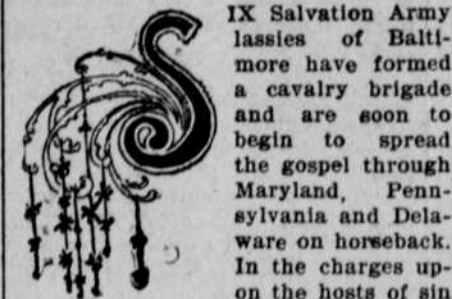 SIX Salvation Army
lassies of Balti-
more have formed
a cavalry brigade
and are soon to
begin to spread
the gospel through
Maryland, Penn-
sylvania and Dela-
ware on horseback.
In the charges up-
on the hosts of sin